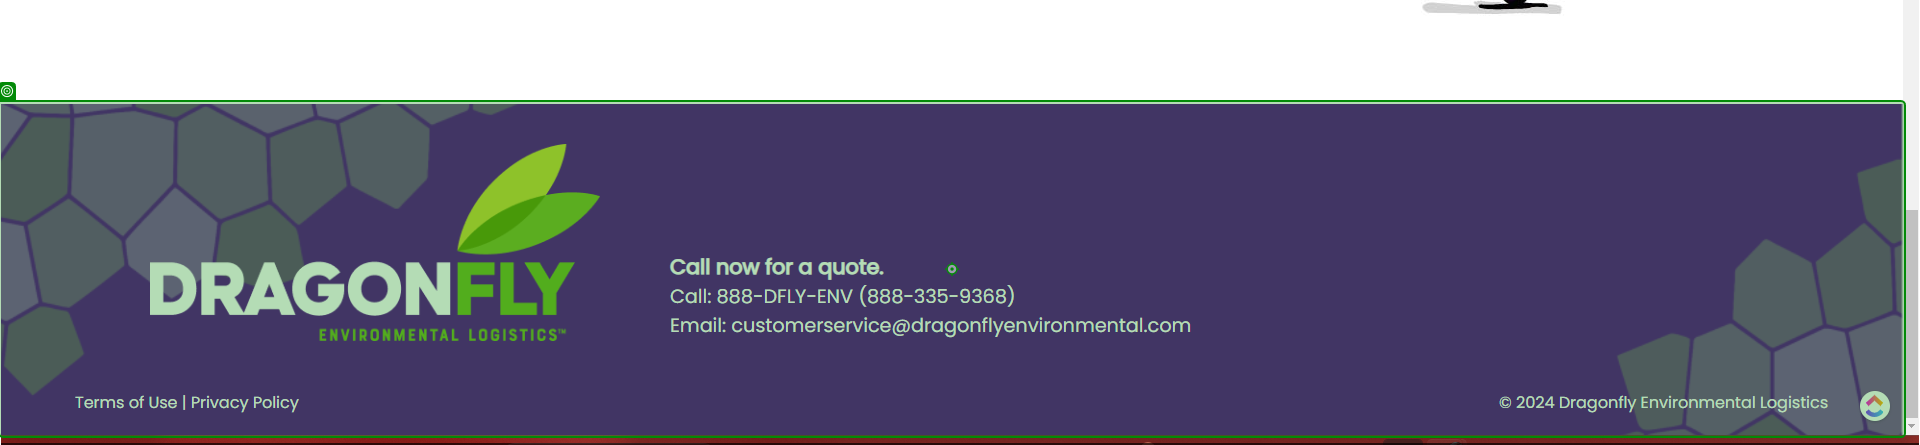 DRAGONFLY
ENVIRONMENTAL LOGISTICS™
Call now for a quote.
Call: 888-DFLY-ENV (888-335-9368)
Email: customerservice@dragonflyenvironmental.com
Terms of Use | Privacy Policy
© 2024 Dragonfly Environmental Logistics